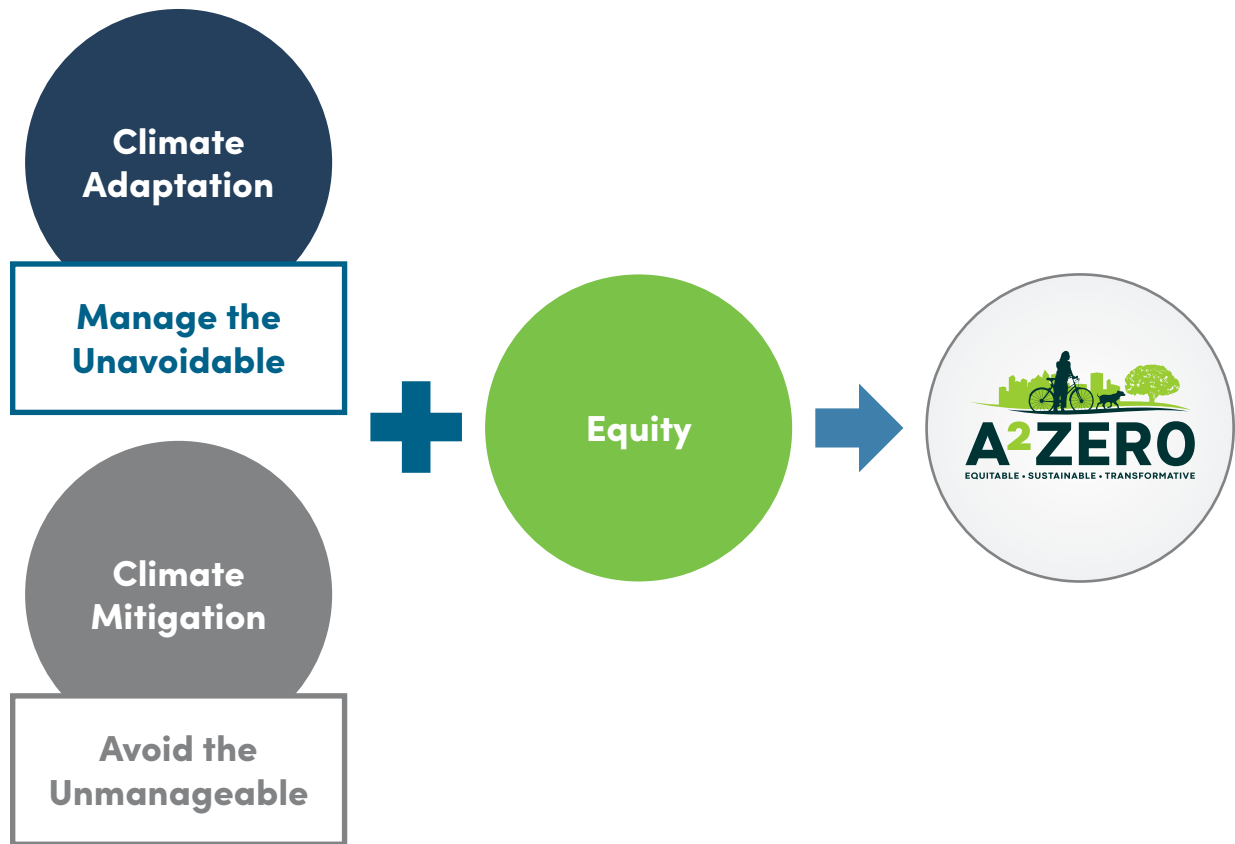 Climate
Adaptation
Manage the
Unavoidable
Climate
Mitigation
Avoid the
Unmanageable
Equity
A²ZERO
EQUITABLE • SUSTAINABLE • TRANSFORMATIVE